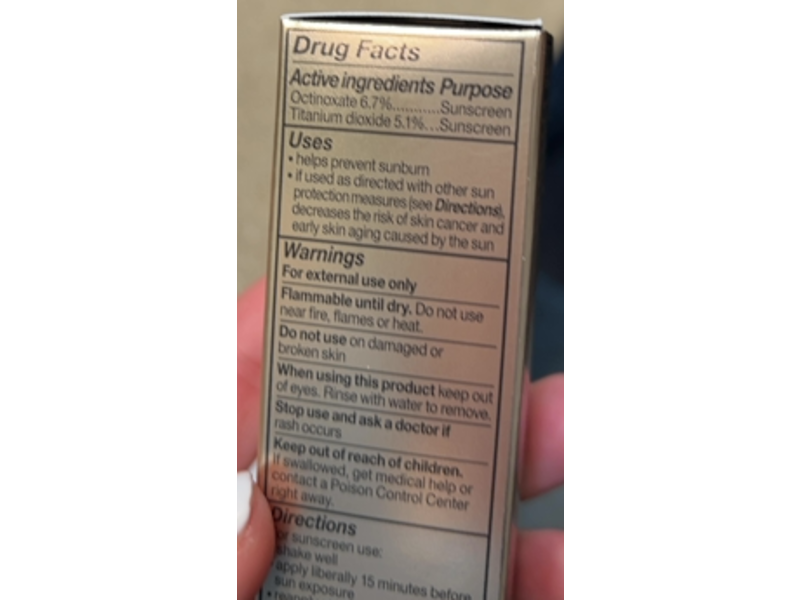 Drug Facts
Active ingredients Purpose
Octinoxate 6.7%...........Sunscreen
Titanium dioxide 5.1%...Sunscreen
Uses
• helps prevent sunburn
• if used as directed with other sun
protection measures (see Directions),
decreases the risk of skin cancer and
early skin aging caused by the sun
Warnings
For external use only
Flammable until dry. Do not use
near fire, flames or heat.
Do not use on damaged or
broken skin
When using this product keep out
of eyes. Rinse with water to remove.
Stop use and ask a doctor if
rash occurs
Keep out of reach of children.
If swallowed, get medical help or
contact a Poison Control Center
right away.
Directions
sunscreen use:
shake well
apply liberally 15 minutes before
sun exposure